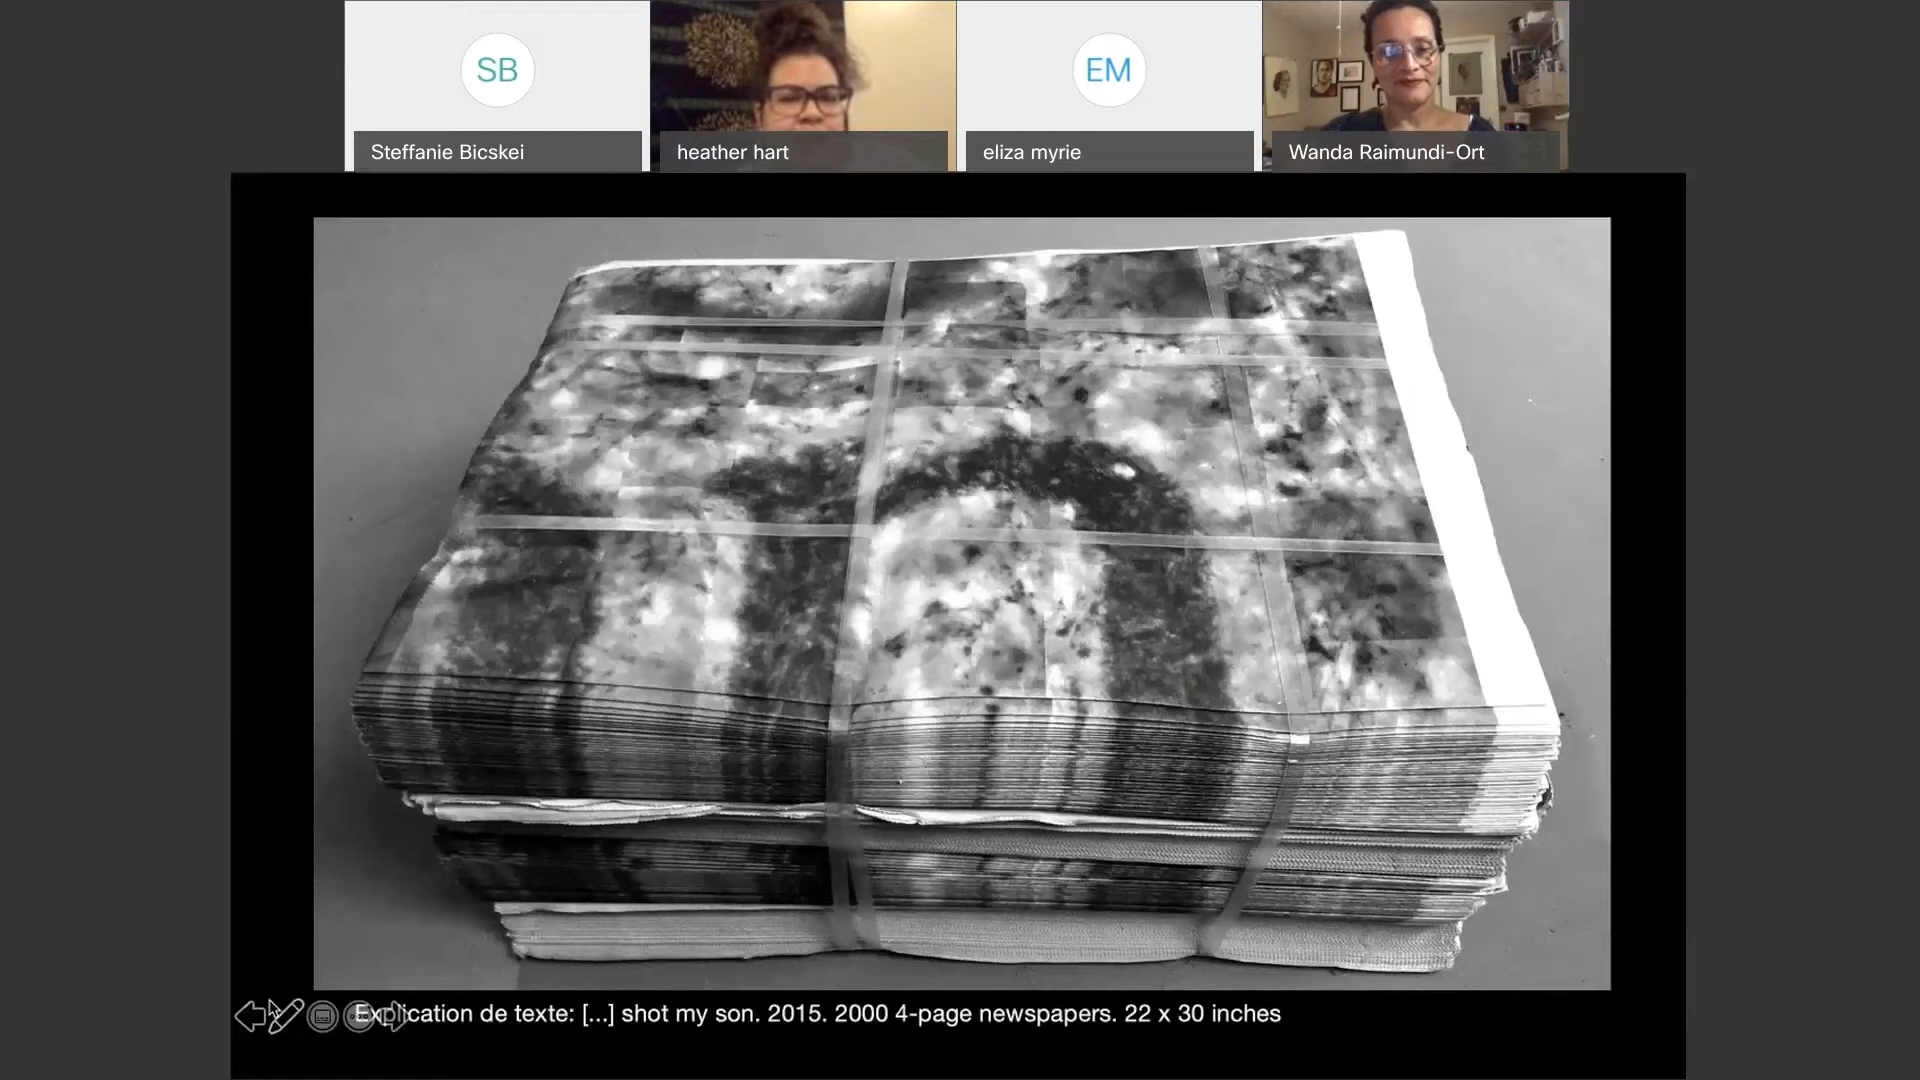 SB
EM
Steffanie Bicskei
heather hart
eliza myrie
Wanda Raimundi-Ort
Explication de texte: [...] shot my son. 2015. 2000 4-page newspapers. 22 x 30 inches